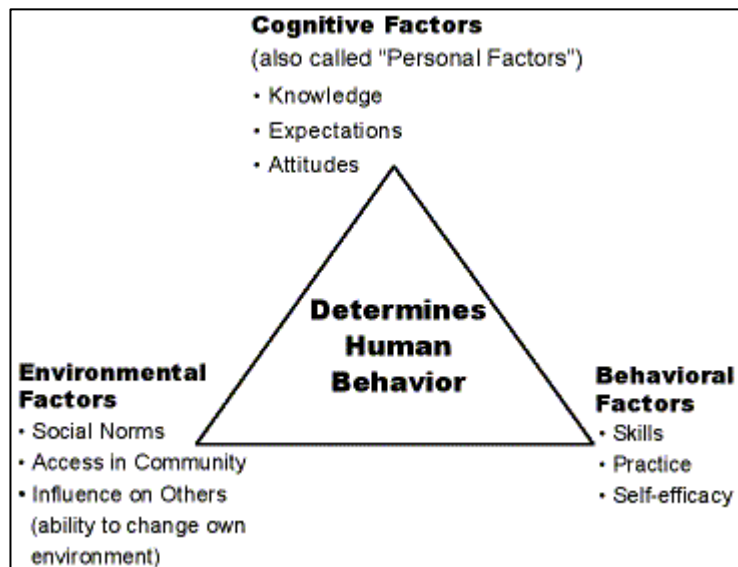 Cognitive Factors
(also called "Personal Factors")
• Knowledge
• Expectations
• Attitudes
Determines
Human
Behavior
Environmental
Factors
• Social Norms
• Access in Community
• Influence on Others
(ability to change own
environment)
Behavioral
Factors
• Skills
• Practice
• Self-efficacy